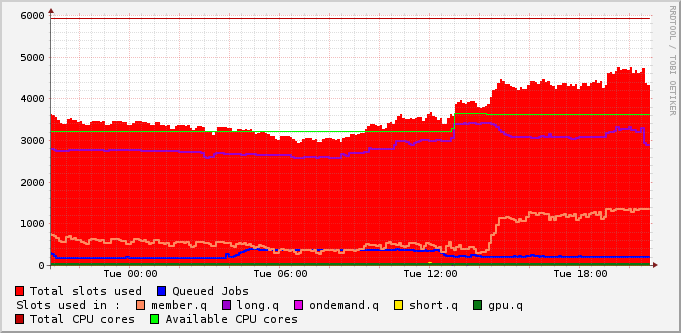 RRDTOOL / TOBI OETIKER
6000
5000
4000
3000
2000
1000
0
Tue 00:00 Tue 06:00 Tue 12:00 Tue 18:00
Total slots used Queued Jobs
Slots used in : member.q long.q ondemand.q short.q gpu.q
Total CPU cores Available CPU cores